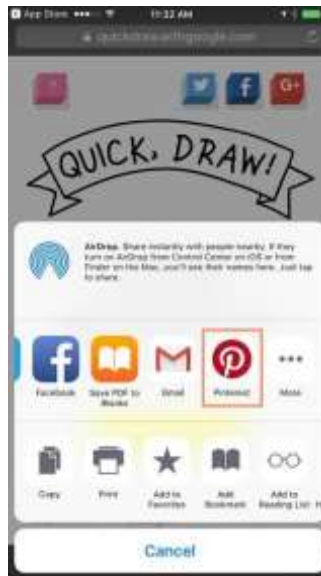 App Store 11:22 AM
quickdraw.withgoogle.com
G+
QUICK, DRAW!
AirDrop. Share instantly with people nearby. If they
turn on AirDrop from Control Center on iOS or from
Finder on the Mac, you'll see their names here. Just tap
to share.
Facebook Save PDF to Gmail Pinterest More
iBooks
Copy Print Add to Add Add to
Favorites Bookmark Reading List
Cancel